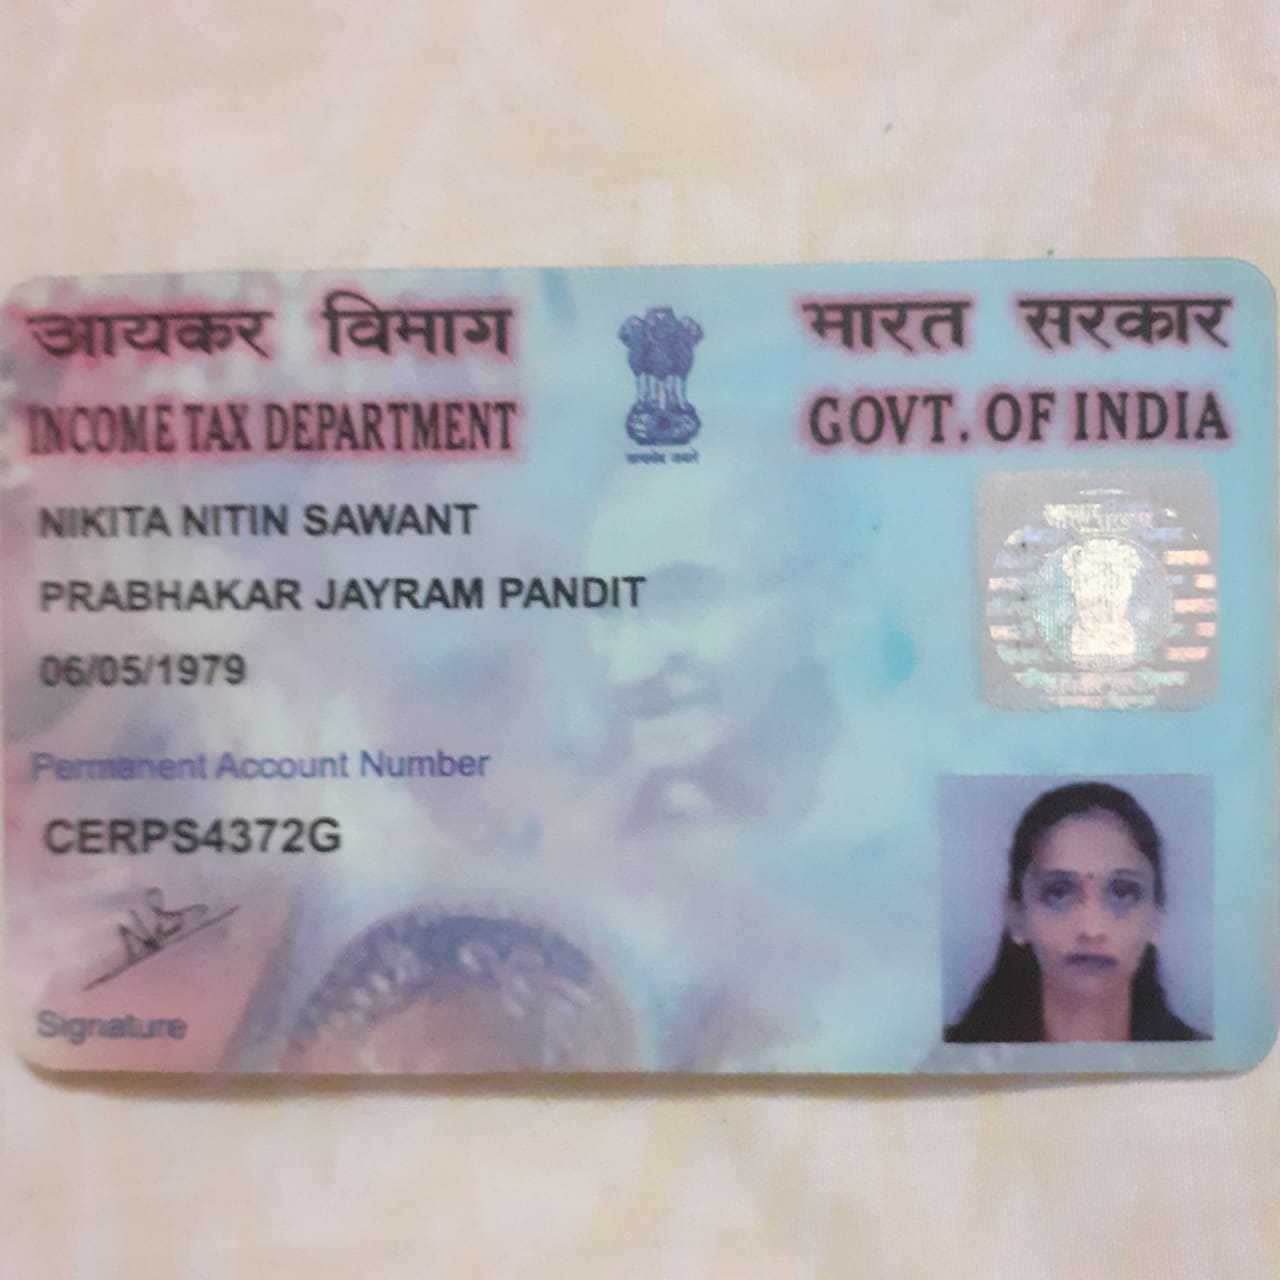 आयकर विभाग
भारत सरकार
INCOME TAX DEPARTMENT
GOVT. OF INDIA
सत्यमेव जयते
NIKITA NITIN SAWANT
PRABHAKAR JAYRAM PANDIT
06/05/1979
Permanent Account Number
CERPS4372G
Signature